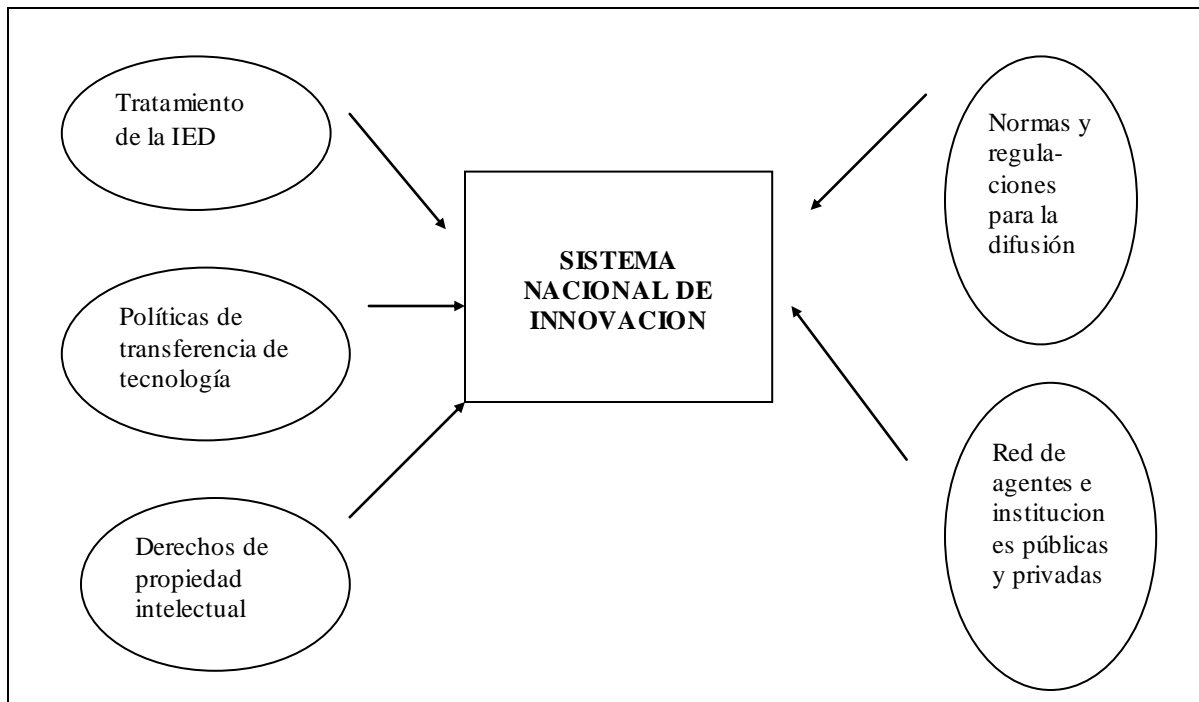 Tratamiento
de la IED
Políticas de
transferencia de
tecnología
Derechos de
propiedad
intelectual
SISTEMA
NACIONAL DE
INNOVACION
Normas y
regula-
ciones
para la
difusión
Red de
agentes e
institucion
es públicas
y privadas